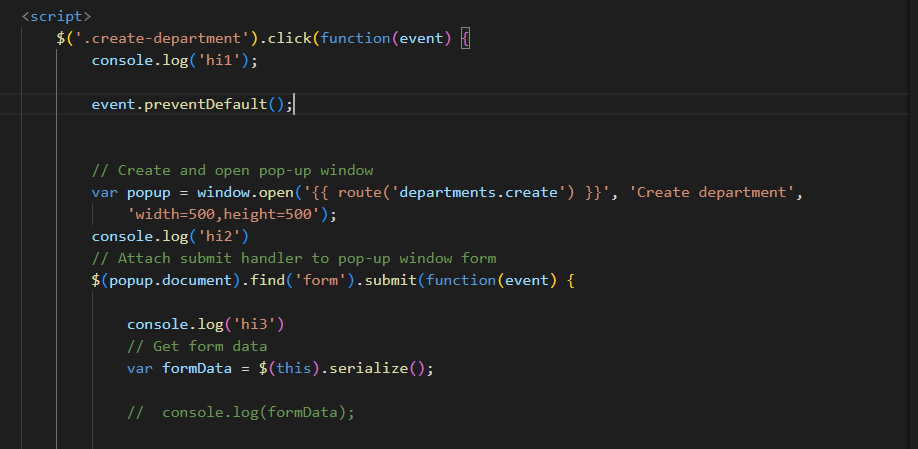 <script>
$('.create-department').click(function(event) {
console.log('hi1');
event.preventDefault();
// Create and open pop-up window
var popup = window.open('{{ route('departments.create') }}', 'Create department',
'width=500,height=500');
console.log('hi2')
// Attach submit handler to pop-up window form
$(popup.document).find('form').submit(function(event) {
console.log('hi3')
// Get form data
var formData = $(this).serialize();
//  console.log(formData);